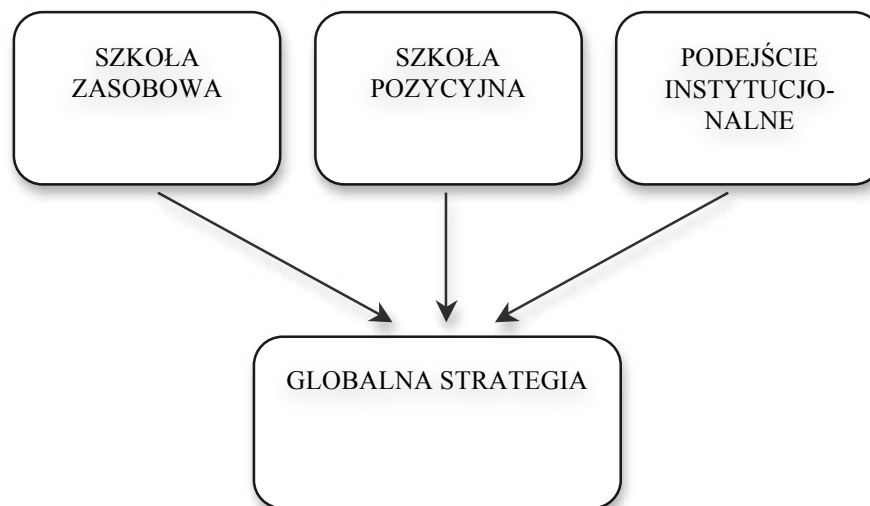 SZKOŁA
ZASOBOWA
SZKOŁA
POZYCYJNA
PODEJŚCIE
INSTYTUCJO-
NALNE
GLOBALNA STRATEGIA